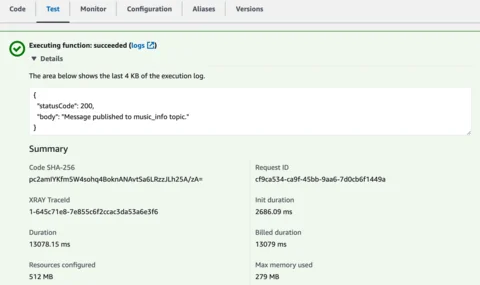 Code Test Monitor Configuration Aliases Versions
Executing function: succeeded (logs)
▼ Details
The area below shows the last 4 KB of the execution log.
{
"statusCode": 200,
"body": "Message published to music_info topic."
}
Summary
Code SHA-256 Request ID
pc2amIYKfm5W4sohq4BoknANAvtSa6LRzzJLh25A/zA= cf9ca534-ca9f-45bb-9aa6-7d0cb6f1449a
XRAY TraceId Init duration
1-645c71e8-7e855c6f2ccac3da53a6e3f6 2686.09 ms
Duration Billed duration
13078.15 ms 13079 ms
Resources configured Max memory used
512 MB 279 MB